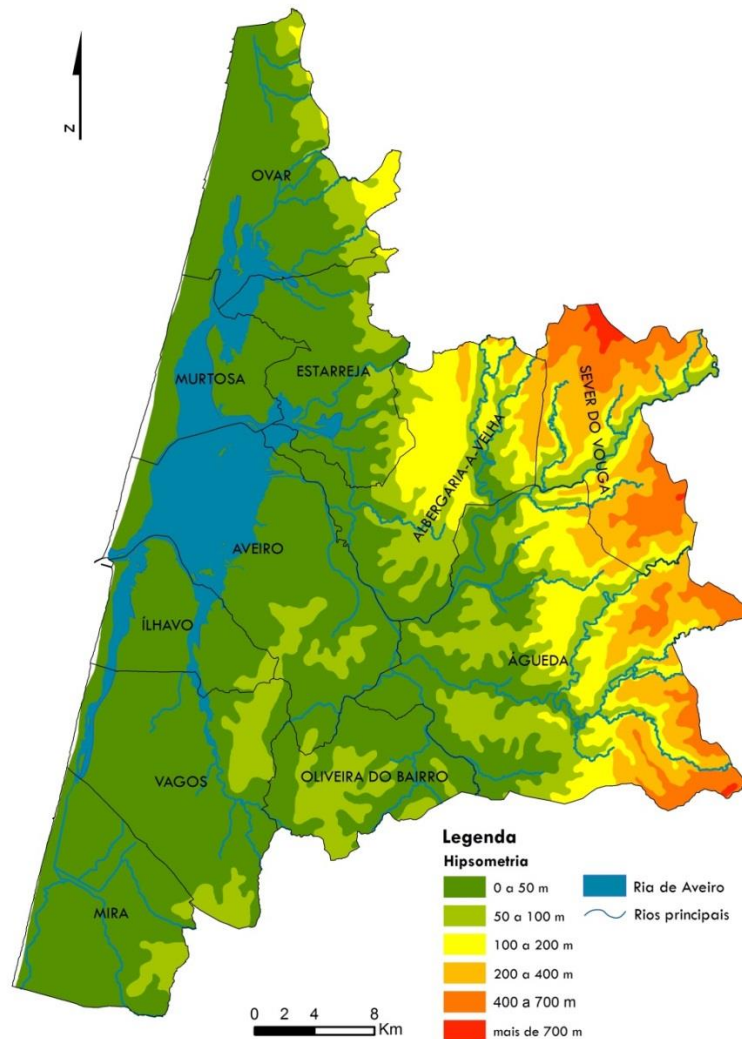 Z
OVAR
MURTOSA
ESTARREJA
ALBERGARIA-A-VELHA
SEVER DO VOUGA
AVEIRO
ÍLHAVO
ÁGUEDA
VAGOS
OLIVEIRA DO BAIRRO
MIRA
Legenda
Hipsometria
0 a 50 m
50 a 100 m
100 a 200 m
200 a 400 m
400 a 700 m
mais de 700 m
Ria de Aveiro
Rios principais
0 2 4 8
Km